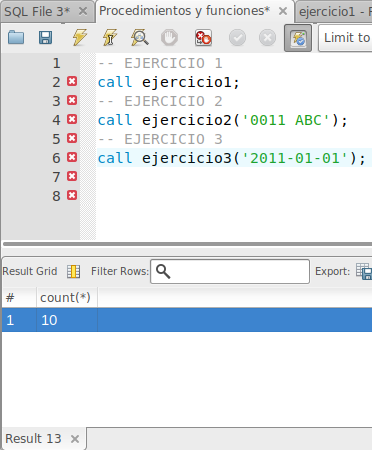 SQL File 3* Procedimientos y funciones* ejercicio1 -
Limit to
1 -- EJERCICIO 1
2 call ejercicio1;
3 -- EJERCICIO 2
4 call ejercicio2('0011 ABC');
5 -- EJERCICIO 3
6 call ejercicio3('2011-01-01');
7
8
Result Grid Filter Rows: Export:
# count(*)
1 10
Result 13